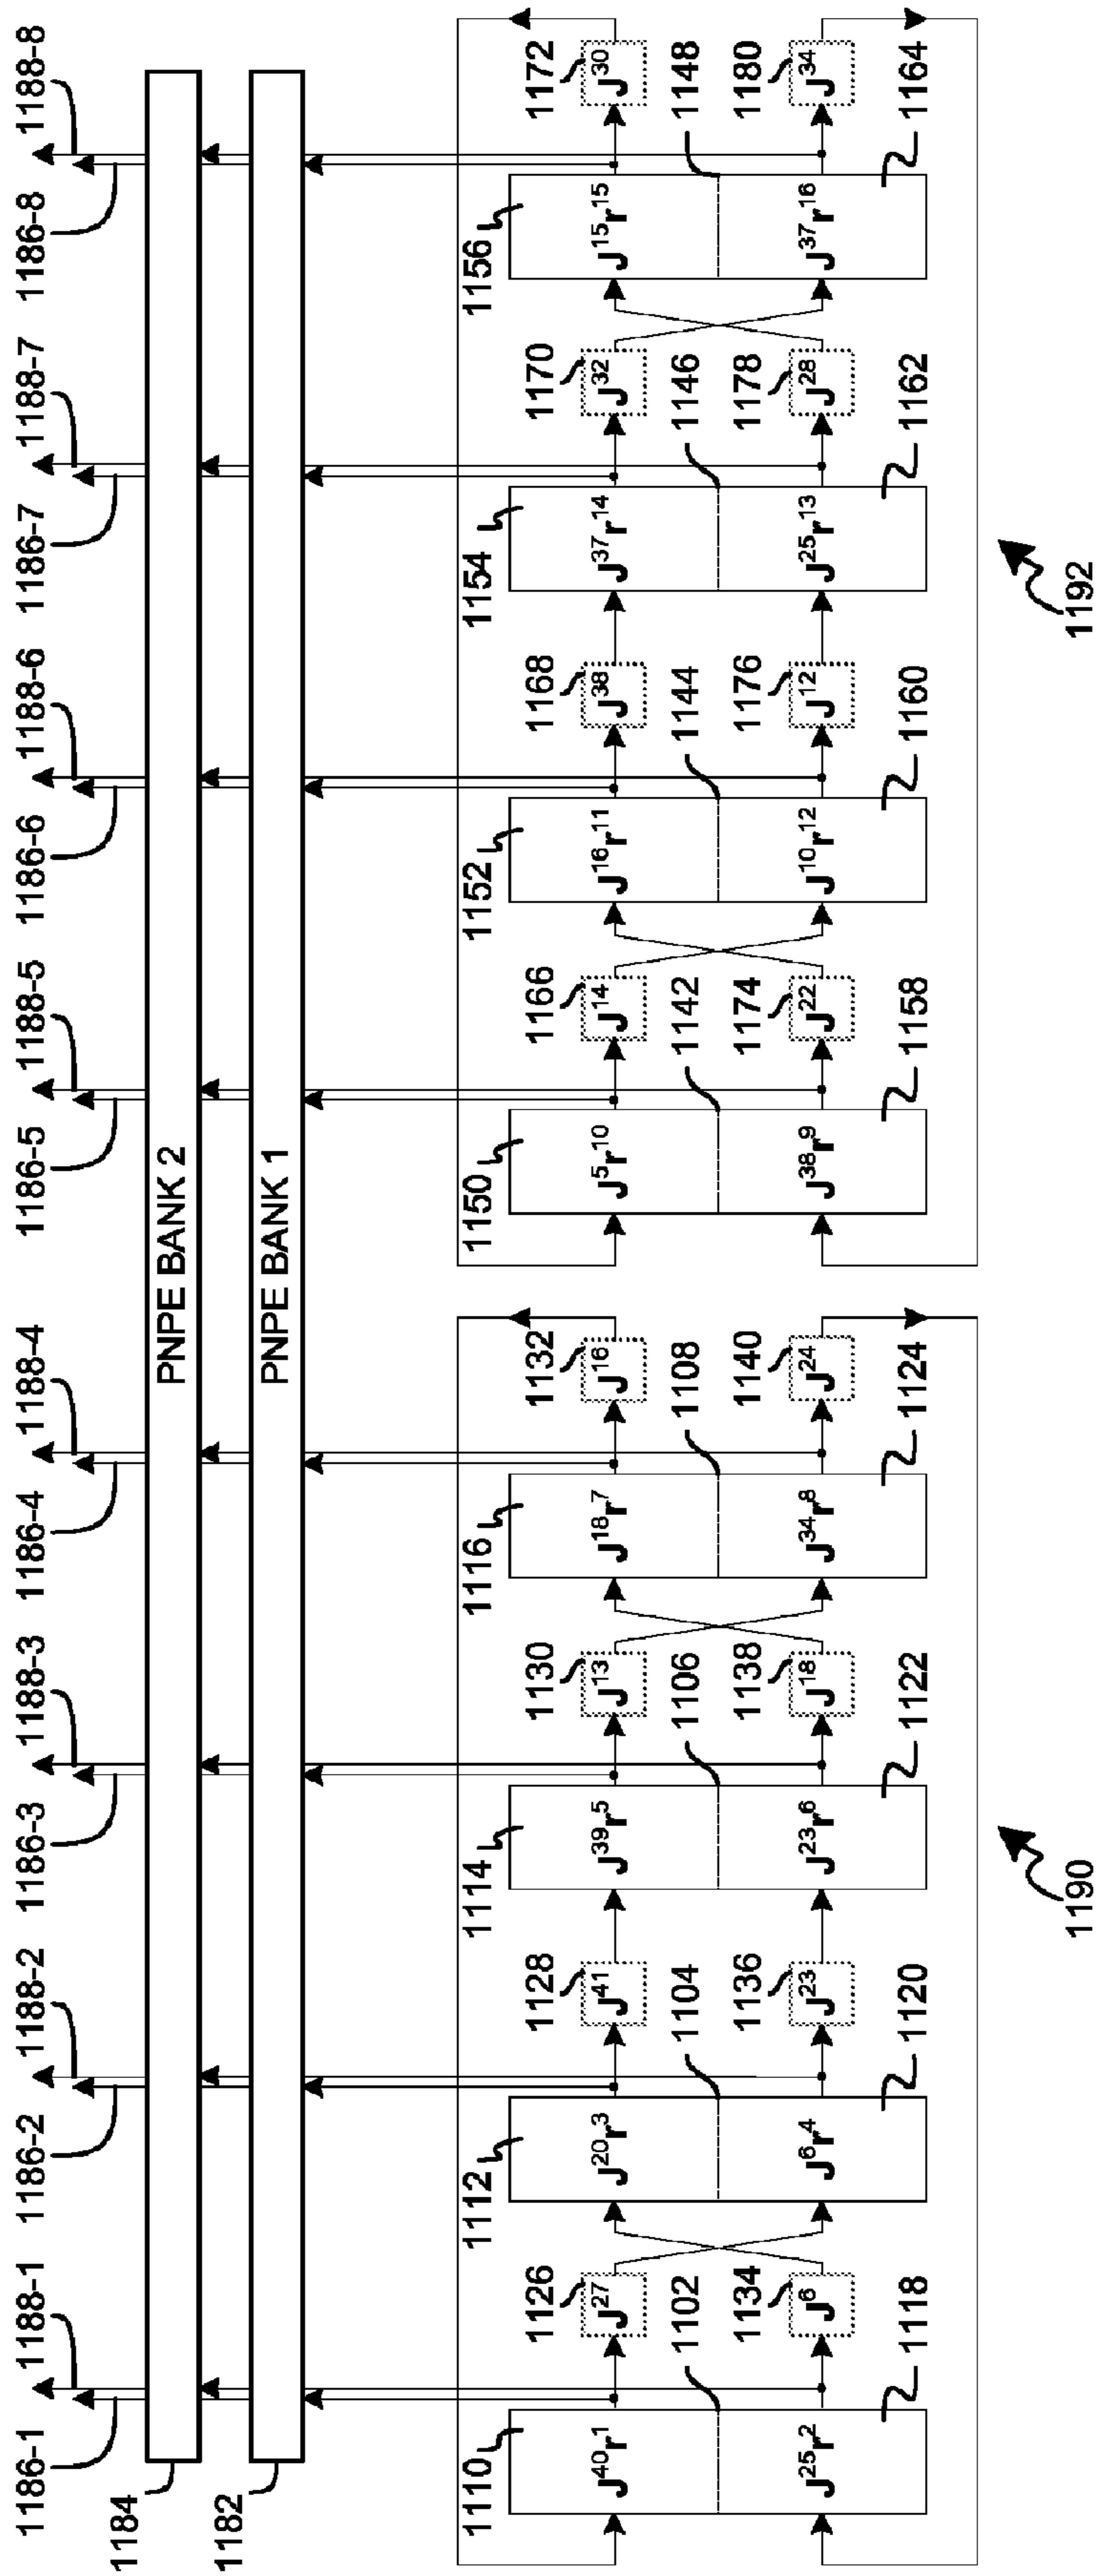 1186-1 1188-1 1186-2 1188-2 1186-3 1188-3 1186-4 1188-4 1186-5 1188-5 1186-6 1188-6 1186-7 1188-7 1186-8 1188-8
1184
PNPE BANK 2
1182
PNPE BANK 1
1110 1112 1114 1116 1150 1152 1154 1156
1126 1128 1130 1132 1166 1168 1170 1172
J⁴⁰r¹ J²⁷ J²⁰r³ J⁴¹ J³⁹r⁵ J¹³ J¹⁸r⁷ J¹⁶ J⁵r¹⁰ J¹⁴ J¹⁶r¹¹ J³⁸ J³⁷r¹⁴ J³² J¹⁵r¹⁵ J³⁰
1102 1104 1106 1108 1142 1144 1146 1148
1134 1136 1138 1140 1174 1176 1178 1180
J²⁵r² J⁶ J⁶r⁴ J²³ J²³r⁶ J¹⁸ J³⁴r⁸ J²⁴ J³⁸r⁹ J²² J¹⁰r¹² J¹² J²⁵r¹³ J²⁸ J³⁷r¹⁶ J³⁴
1118 1120 1122 1124 1158 1160 1162 1164
1190 1192